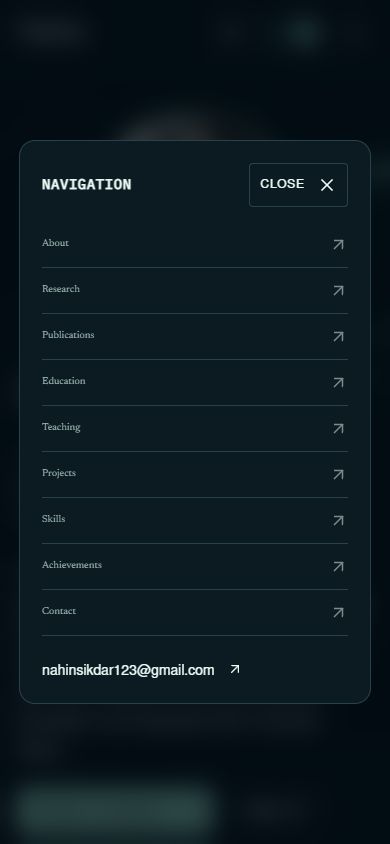 NAVIGATION
CLOSE
About
Research
Publications
Education
Teaching
Projects
Skills
Achievements
Contact
nahinsikdar123@gmail.com